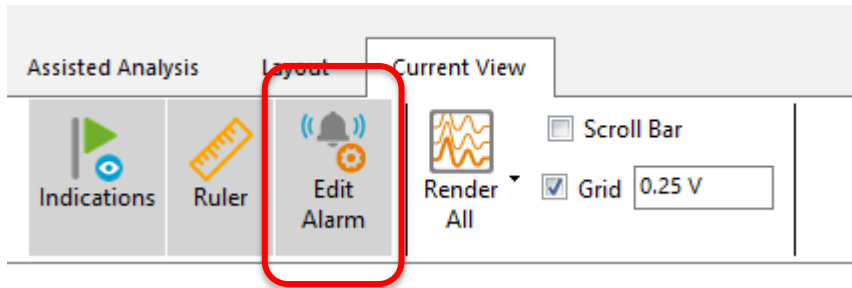 Assisted Analysis Layout Current View
Indications Ruler Edit Alarm Render All
Scroll Bar
Grid 0.25 V